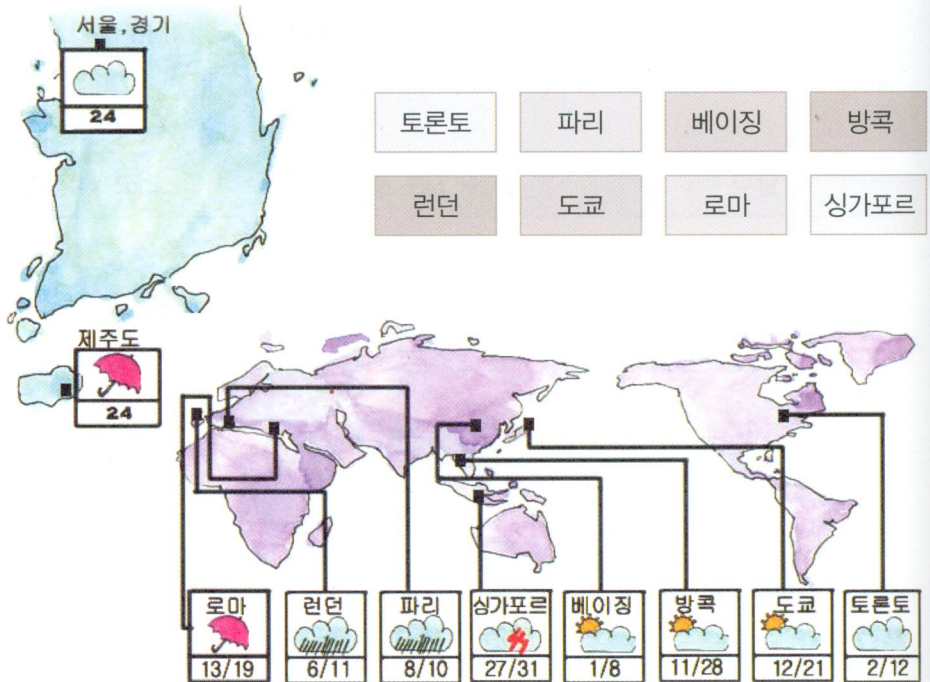 서울,경기
24
토론토 파리 베이징 방콕
런던 도쿄 로마 싱가포르
제주도
24
로마 런던 파리 싱가포르 베이징 방콕 도쿄 토론토
13/19 6/11 8/10 27/31 1/8 11/28 12/21 2/12